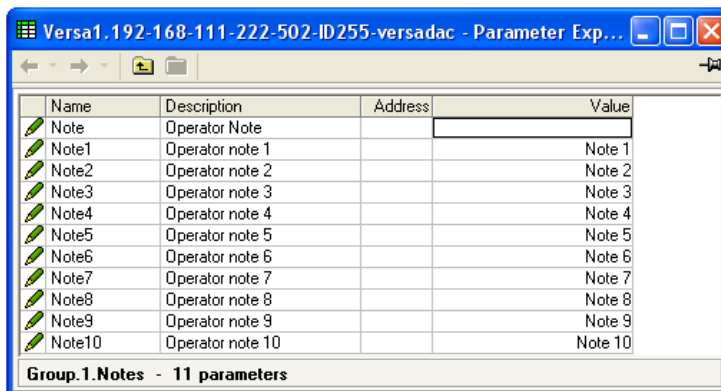 Versa1.192-168-111-222-502-ID255-versadac - Parameter Exp...
Name Description Address Value
Note Operator Note
Note1 Operator note 1 Note 1
Note2 Operator note 2 Note 2
Note3 Operator note 3 Note 3
Note4 Operator note 4 Note 4
Note5 Operator note 5 Note 5
Note6 Operator note 6 Note 6
Note7 Operator note 7 Note 7
Note8 Operator note 8 Note 8
Note9 Operator note 9 Note 9
Note10 Operator note 10 Note 10
Group.1.Notes - 11 parameters